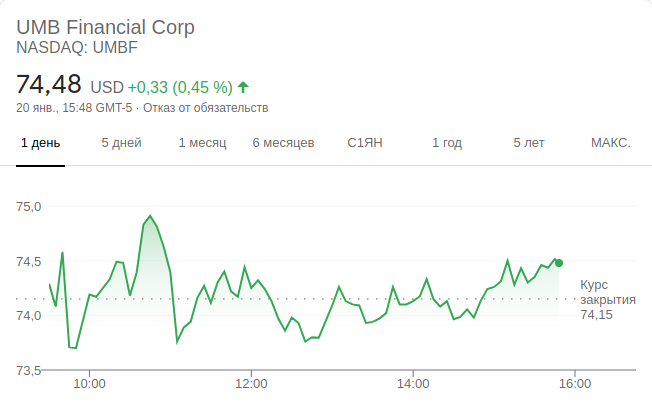 UMB Financial Corp
NASDAQ: UMBF
74,48 USD +0,33 (0,45 %)
20 янв., 15:48 GMT-5 · Отказ от обязательств
1 день 5 дней 1 месяц 6 месяцев С1ЯН 1 год 5 лет МАКС.
75,0
74,5
Курс
закрытия
74,15
74,0
73,5
10:00 12:00 14:00 16:00